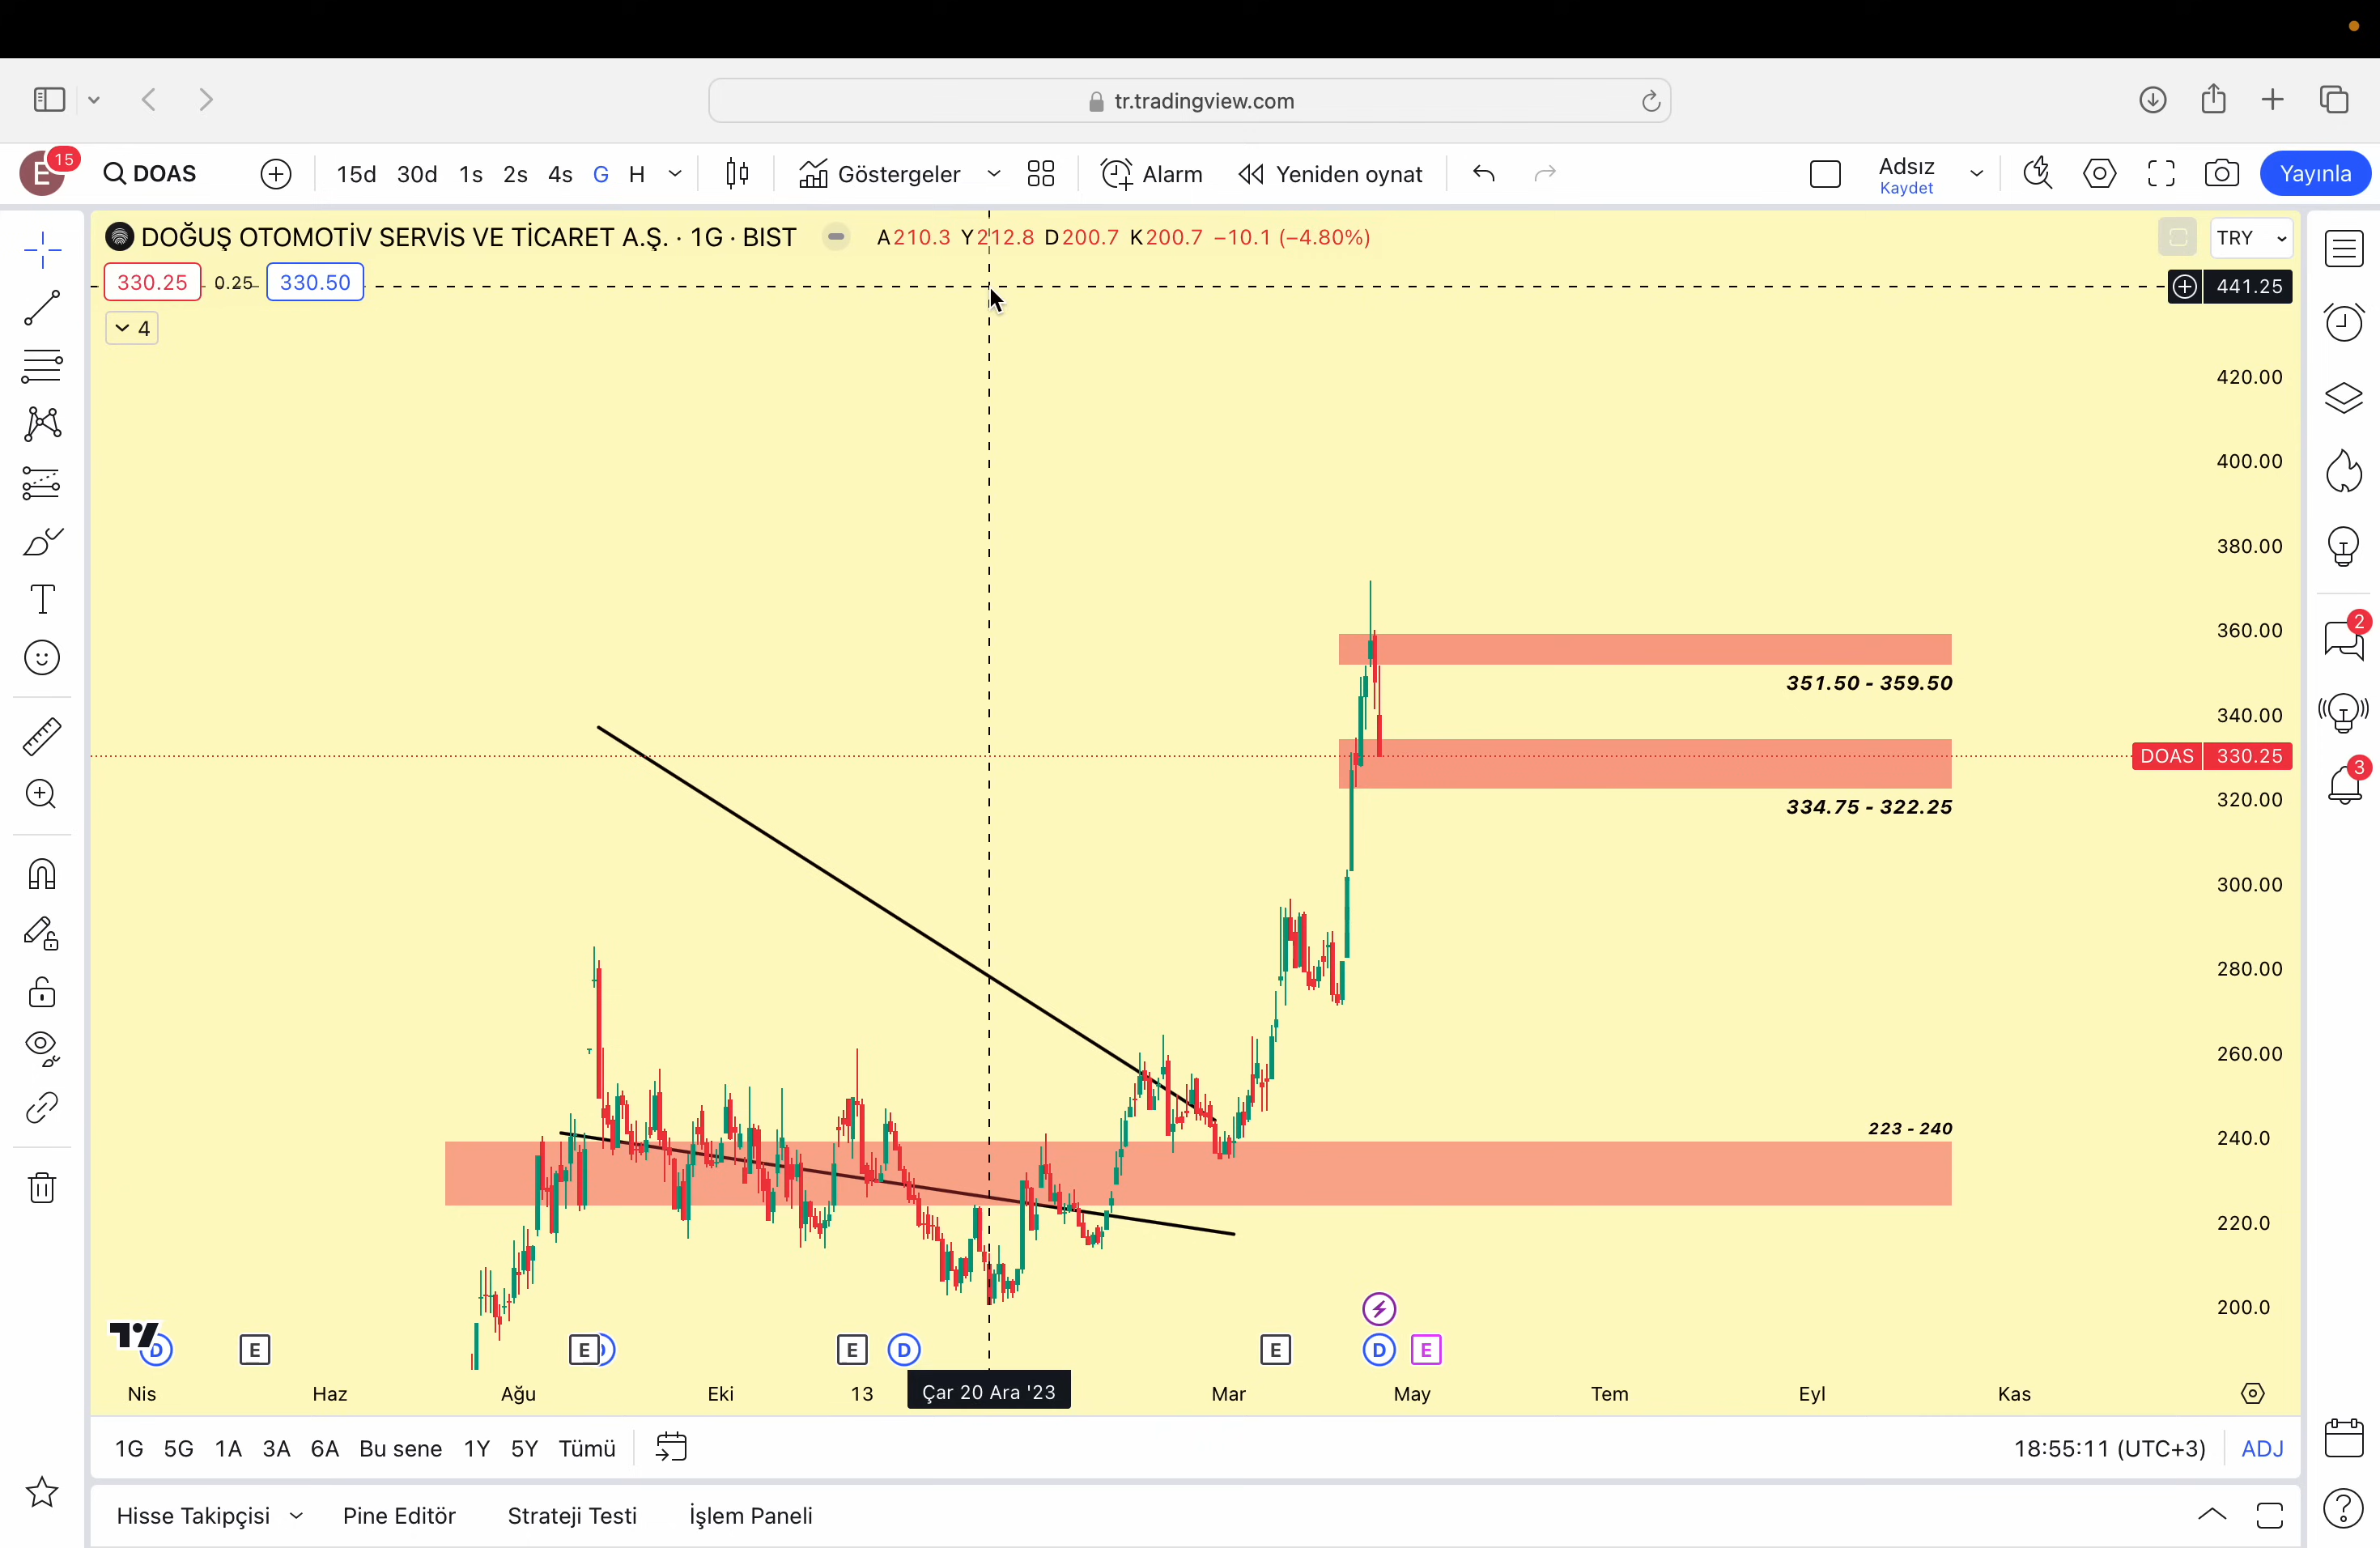 tr.tradingview.com
E 15 DOAS 15d 30d 1s 2s 4s G H Göstergeler Alarm Yeniden oynat Adsız Yayınla
Kaydet
DOĞUŞ OTOMOTİV SERVİS VE TİCARET A.Ş. · 1G · BIST A210.3 Y212.8 D200.7 K200.7 −10.1 (−4.80%) TRY
330.25 0.25 330.50 441.25
4
420.00
400.00
380.00
360.00
351.50 - 359.50
340.00
DOAS 330.25
320.00
334.75 - 322.25
300.00
280.00
260.00
223 - 240
240.0
220.0
200.0
D E E D E D E D E
Nis Haz Ağu Eki 13 Çar 20 Ara '23 Mar May Tem Eyl Kas
1G 5G 1A 3A 6A Bu sene 1Y 5Y Tümü 18:55:11 (UTC+3) ADJ
Hisse Takipçisi Pine Editör Strateji Testi İşlem Paneli
2
3